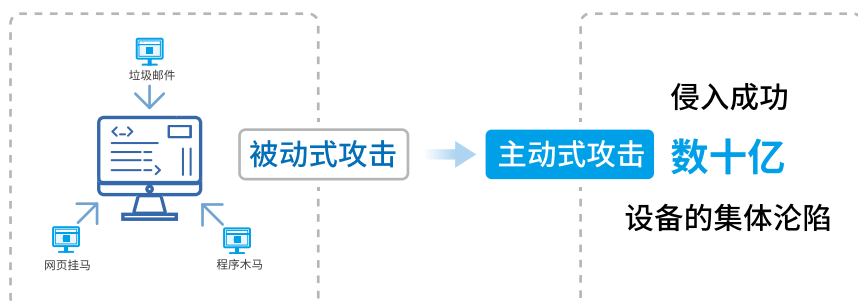 垃圾邮件
网页挂马
程序木马
被动式攻击
主动式攻击
侵入成功
数十亿
设备的集体沦陷